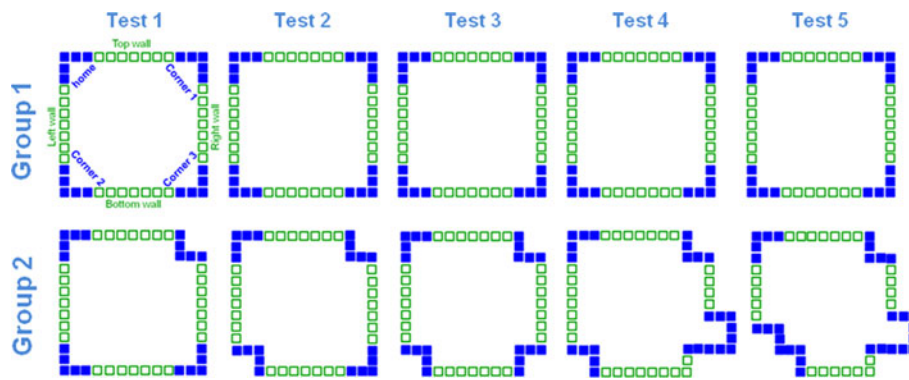 Test 1 Test 2 Test 3 Test 4 Test 5
Group 1
Top wall
home
Corner 1
Left wall
Right wall
Corner 2
Corner 3
Bottom wall
Group 2